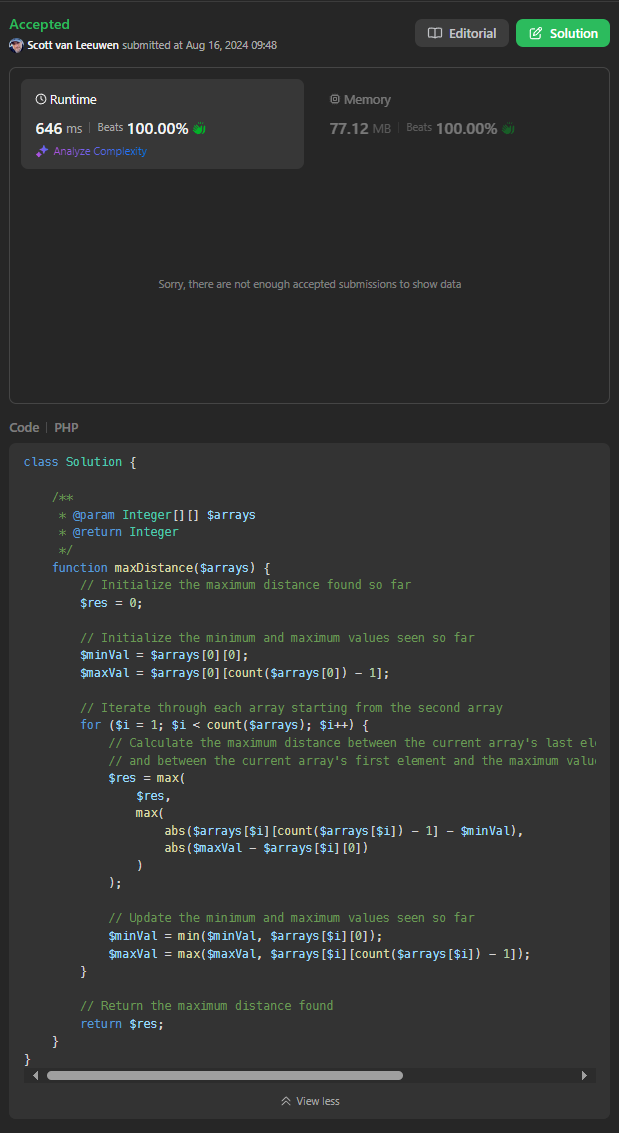 Accepted
Scott van Leeuwen submitted at Aug 16, 2024 09:48
Editorial
Solution
Runtime
646 ms | Beats 100.00%
Analyze Complexity
Memory
77.12 MB | Beats 100.00%
Sorry, there are not enough accepted submissions to show data
Code | PHP
class Solution {
    /**
     * @param Integer[][] $arrays
     * @return Integer
     */
    function maxDistance($arrays) {
        // Initialize the maximum distance found so far
        $res = 0;
        // Initialize the minimum and maximum values seen so far
        $minVal = $arrays[0][0];
        $maxVal = $arrays[0][count($arrays[0]) - 1];
        // Iterate through each array starting from the second array
        for ($i = 1; $i < count($arrays); $i++) {
            // Calculate the maximum distance between the current array's last el
            // and between the current array's first element and the maximum valu
            $res = max(
                $res,
                max(
                    abs($arrays[$i][count($arrays[$i]) - 1] - $minVal),
                    abs($maxVal - $arrays[$i][0])
                )
            );
            // Update the minimum and maximum values seen so far
            $minVal = min($minVal, $arrays[$i][0]);
            $maxVal = max($maxVal, $arrays[$i][count($arrays[$i]) - 1]);
        }
        // Return the maximum distance found
        return $res;
    }
}
View less